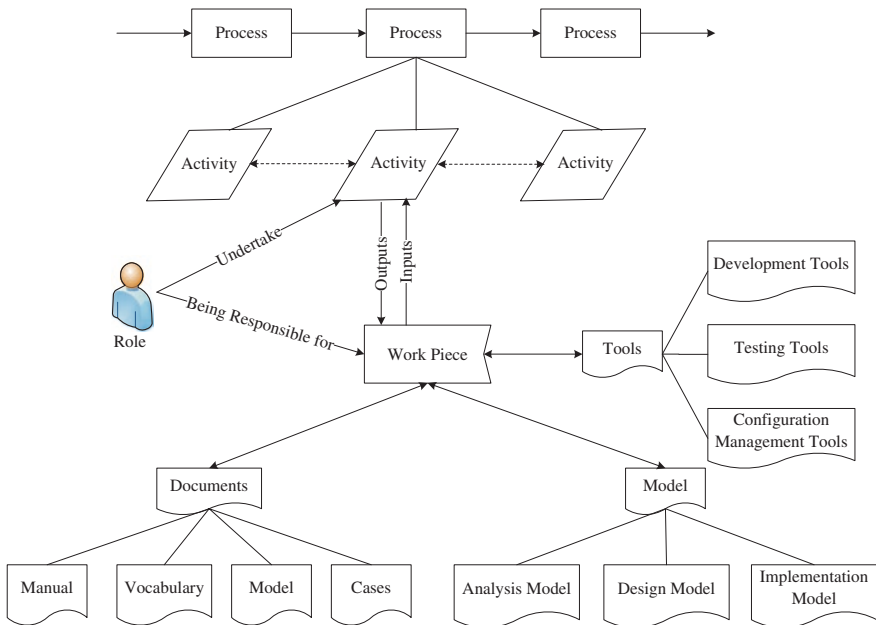 Process
Process
Process
Activity
Activity
Activity
Undertake
Outputs
Inputs
Being Responsible for
Role
Work Piece
Tools
Development Tools
Testing Tools
Configuration
Management Tools
Documents
Model
Manual
Vocabulary
Model
Cases
Analysis Model
Design Model
Implementation
Model